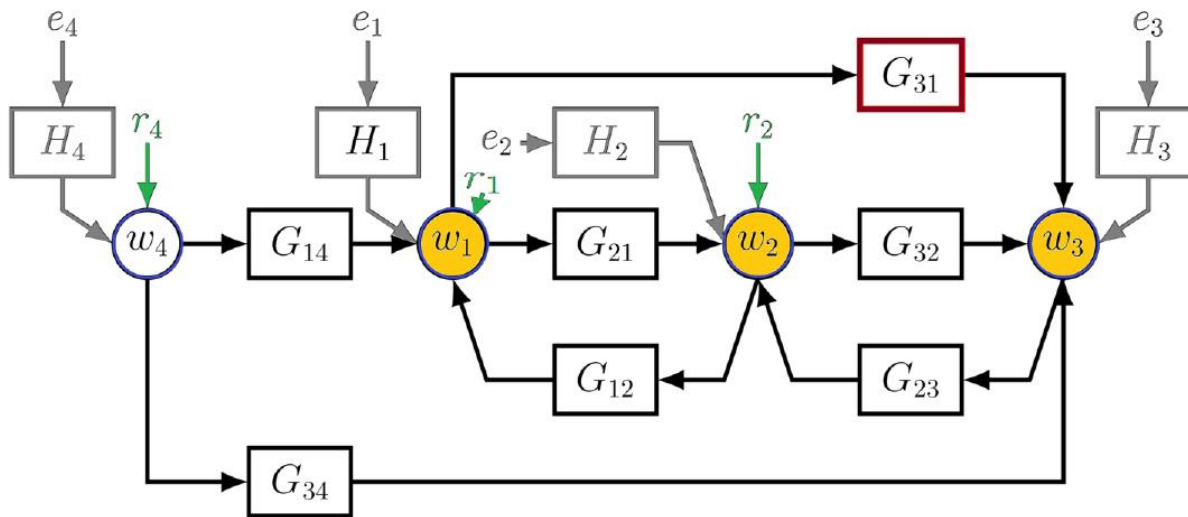 e₄ e₁ e₃
G₃₁
H₄ r₄ H₁ e₂ H₂ r₂ H₃
r₁
w₄ G₁₄ w₁ G₂₁ w₂ G₃₂ w₃
G₁₂ G₂₃
G₃₄